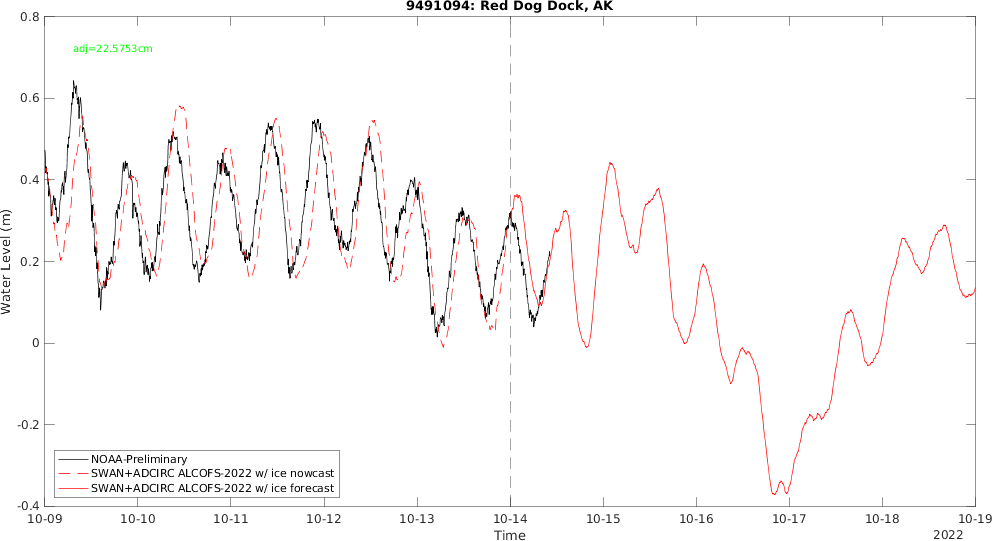 9491094: Red Dog Dock, AK
adj=22.5753cm
Water Level (m)
0.8
0.6
0.4
0.2
0
-0.2
-0.4
NOAA-Preliminary
SWAN+ADCIRC ALCOFS-2022 w/ ice nowcast
SWAN+ADCIRC ALCOFS-2022 w/ ice forecast
10-09 10-10 10-11 10-12 10-13 10-14 10-15 10-16 10-17 10-18 10-19
Time
2022